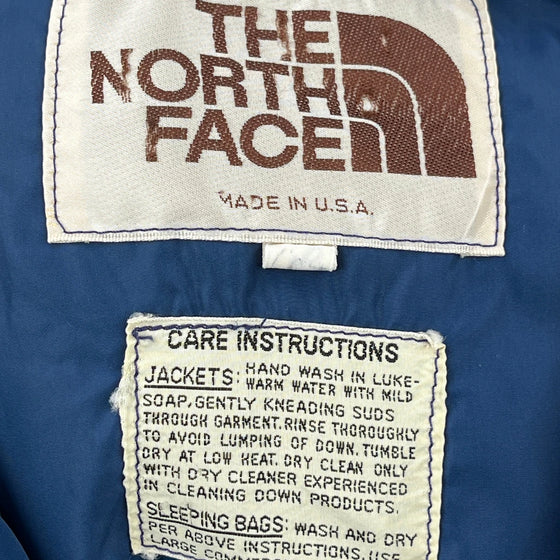 THE
NORTH
FACE
MADE IN U.S.A.
CARE INSTRUCTIONS
JACKETS: HAND WASH IN LUKE-
WARM WATER WITH MILD
SOAP, GENTLY KNEADING SUDS
THROUGH GARMENT. RINSE THOROUGHLY
TO AVOID LUMPING OF DOWN. TUMBLE
DRY AT LOW HEAT. DRY CLEAN ONLY
WITH DRY CLEANER EXPERIENCED
IN CLEANING DOWN PRODUCTS.
SLEEPING BAGS: WASH AND DRY
PER ABOVE INSTRUCTIONS. USE
LARGE